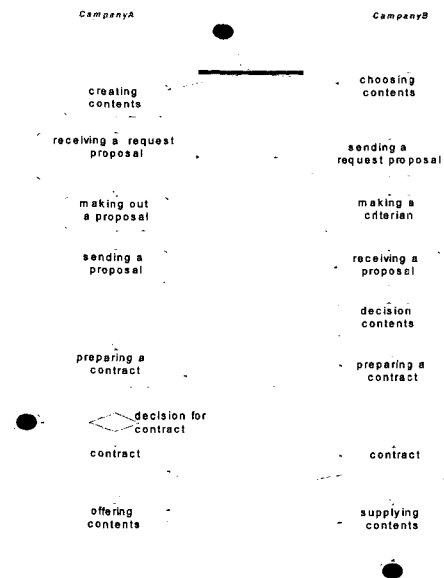 CampanyA
CampanyB
creating
contents
choosing
contents
receiving a request
proposal
sending a
request proposal
making out
a proposal
making a
criterian
sending a
proposal
receiving a
proposal
decision
contents
preparing a
contract
preparing a
contract
decision for
contract
contract
contract
offering
contents
supplying
contents